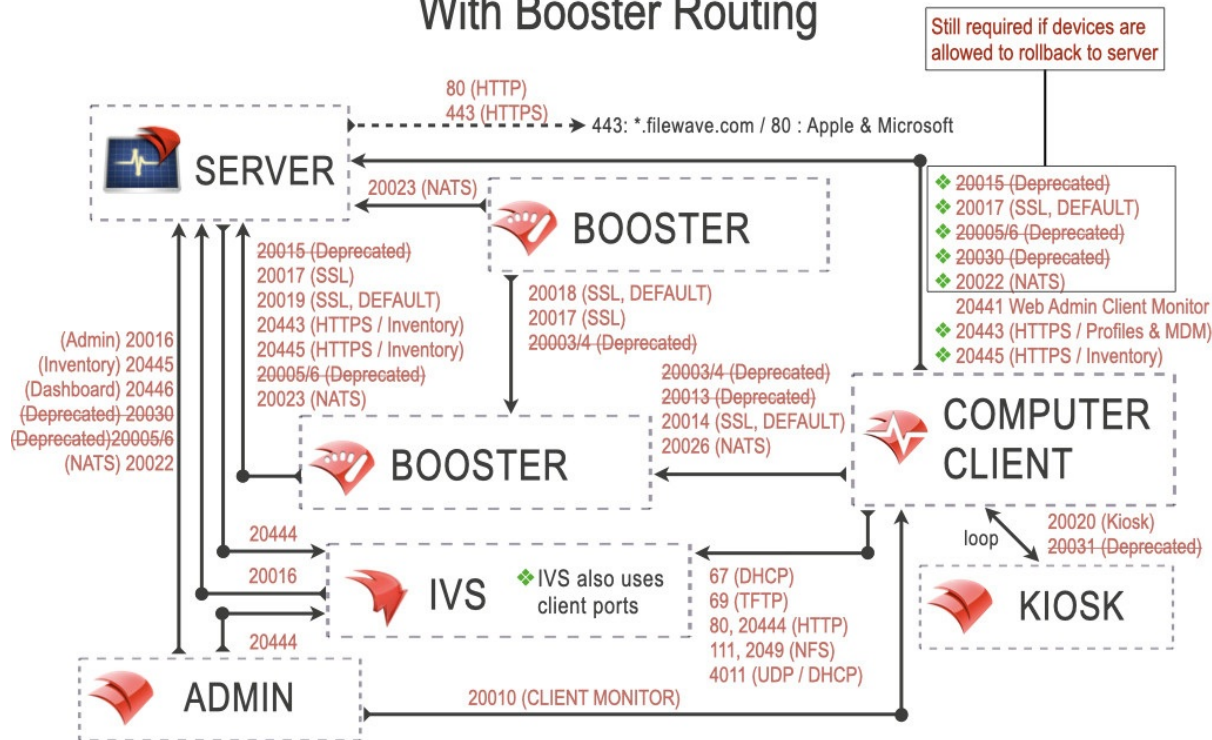 With Booster Routing
Still required if devices are
allowed to rollback to server
80 (HTTP)
443 (HTTPS)
443: *.filewave.com / 80 : Apple & Microsoft
SERVER
20023 (NATS)
BOOSTER
20015 (Deprecated)
20017 (SSL, DEFAULT)
20005/6 (Deprecated)
20030 (Deprecated)
20022 (NATS)
20441 Web Admin Client Monitor
20443 (HTTPS / Profiles & MDM)
20445 (HTTPS / Inventory)
20015 (Deprecated)
20017 (SSL)
20019 (SSL, DEFAULT)
20443 (HTTPS / Inventory)
20445 (HTTPS / Inventory)
20005/6 (Deprecated)
20023 (NATS)
20018 (SSL, DEFAULT)
20017 (SSL)
20003/4 (Deprecated)
(Admin) 20016
(Inventory) 20445
(Dashboard) 20446
(Deprecated) 20030
(Deprecated)20005/6
(NATS) 20022
20003/4 (Deprecated)
20013 (Deprecated)
20014 (SSL, DEFAULT)
20026 (NATS)
COMPUTER
CLIENT
BOOSTER
20444
20016
20444
IVS
IVS also uses
client ports
loop
20020 (Kiosk)
20031 (Deprecated)
67 (DHCP)
69 (TFTP)
80, 20444 (HTTP)
111, 2049 (NFS)
4011 (UDP / DHCP)
KIOSK
ADMIN
20010 (CLIENT MONITOR)